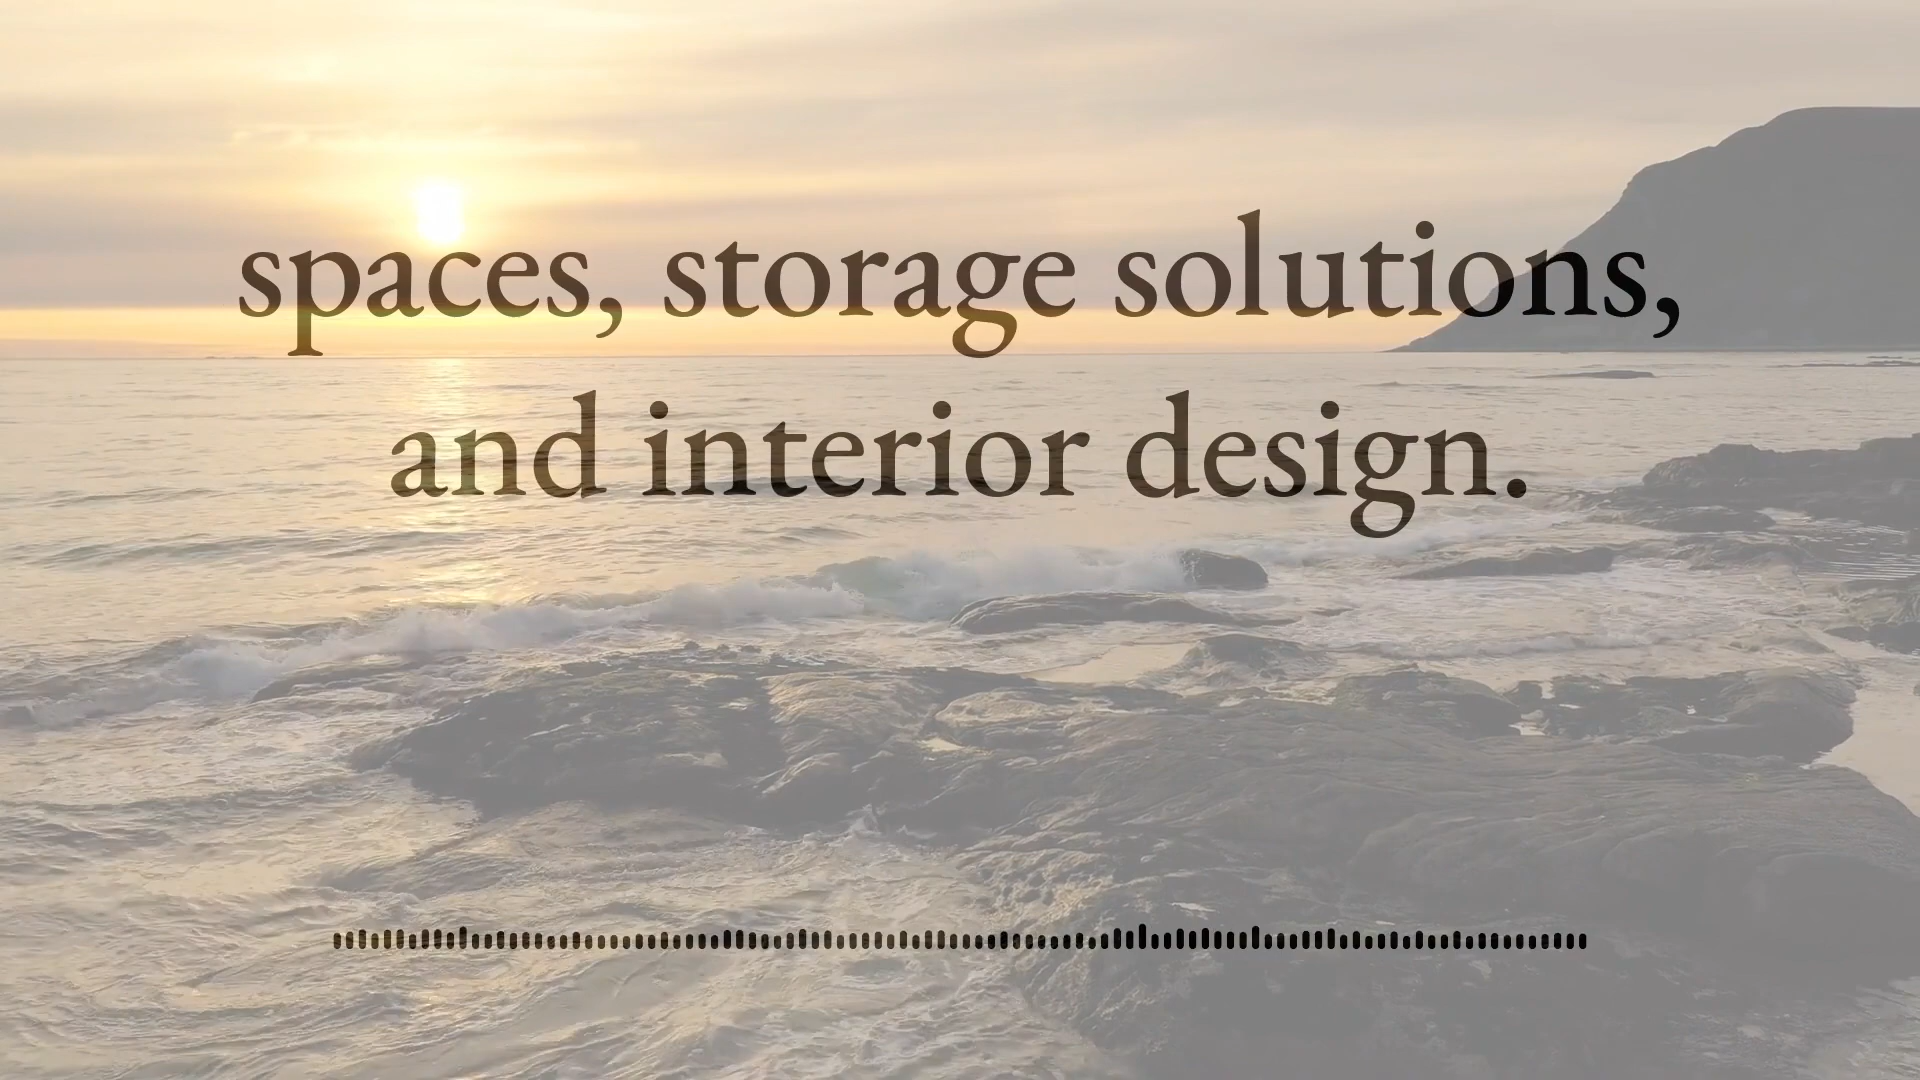 spaces, storage solutions,
and interior design.